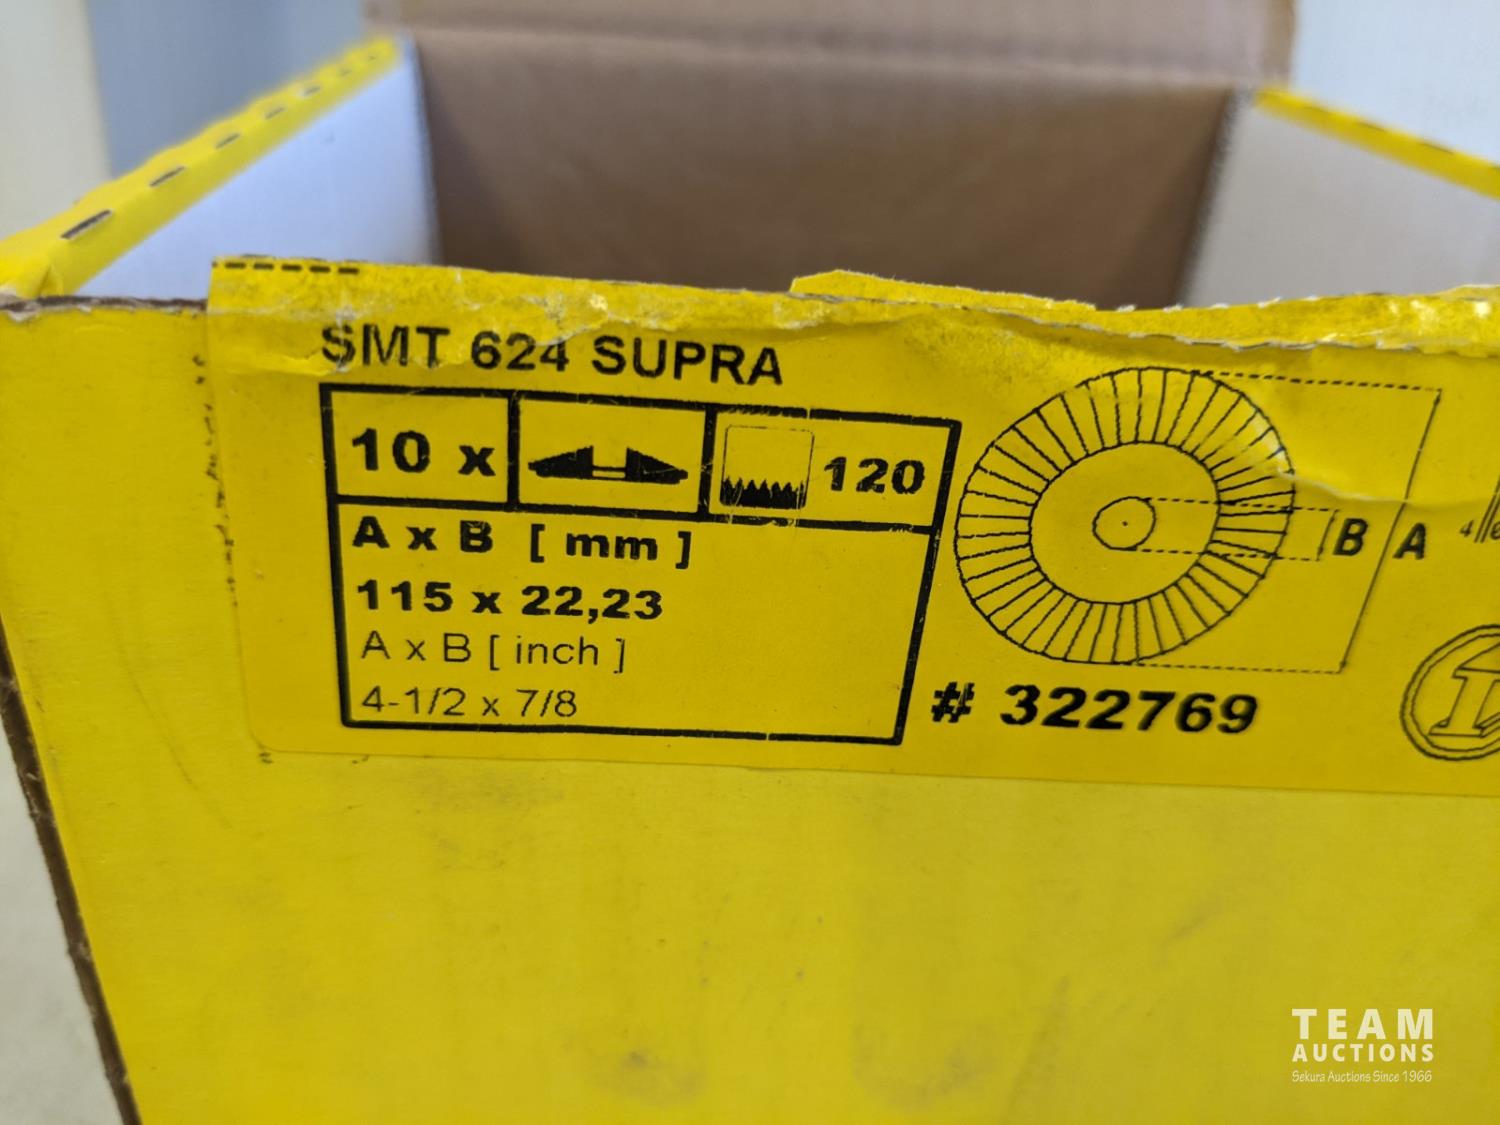 SMT 624 SUPRA
10 x
120
A x B [ mm ]
115 x 22,23
A x B [ inch ]
4-1/2 x 7/8
B A
# 322769
TEAM
AUCTIONS
Sekura Auctions Since 1966